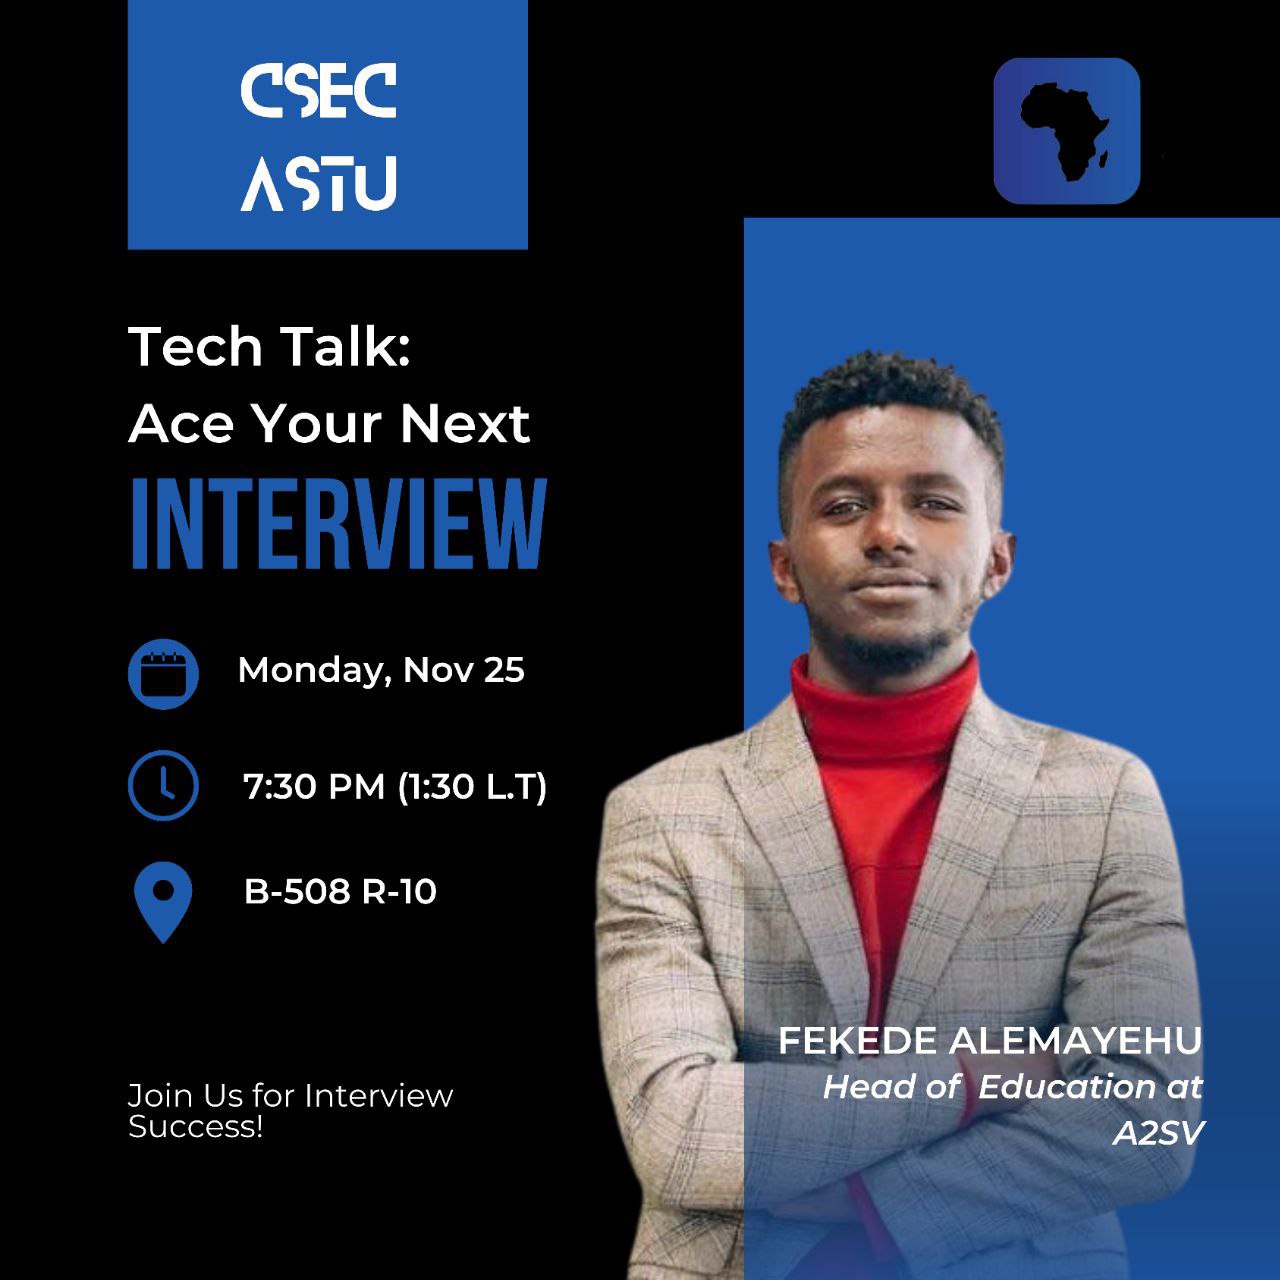 CSEC
ASTU
Tech Talk:
Ace Your Next
INTERVIEW
Monday, Nov 25
7:30 PM (1:30 L.T)
B-508 R-10
Join Us for Interview
Success!
FEKEDE ALEMAYEHU
Head of Education at
A2SV